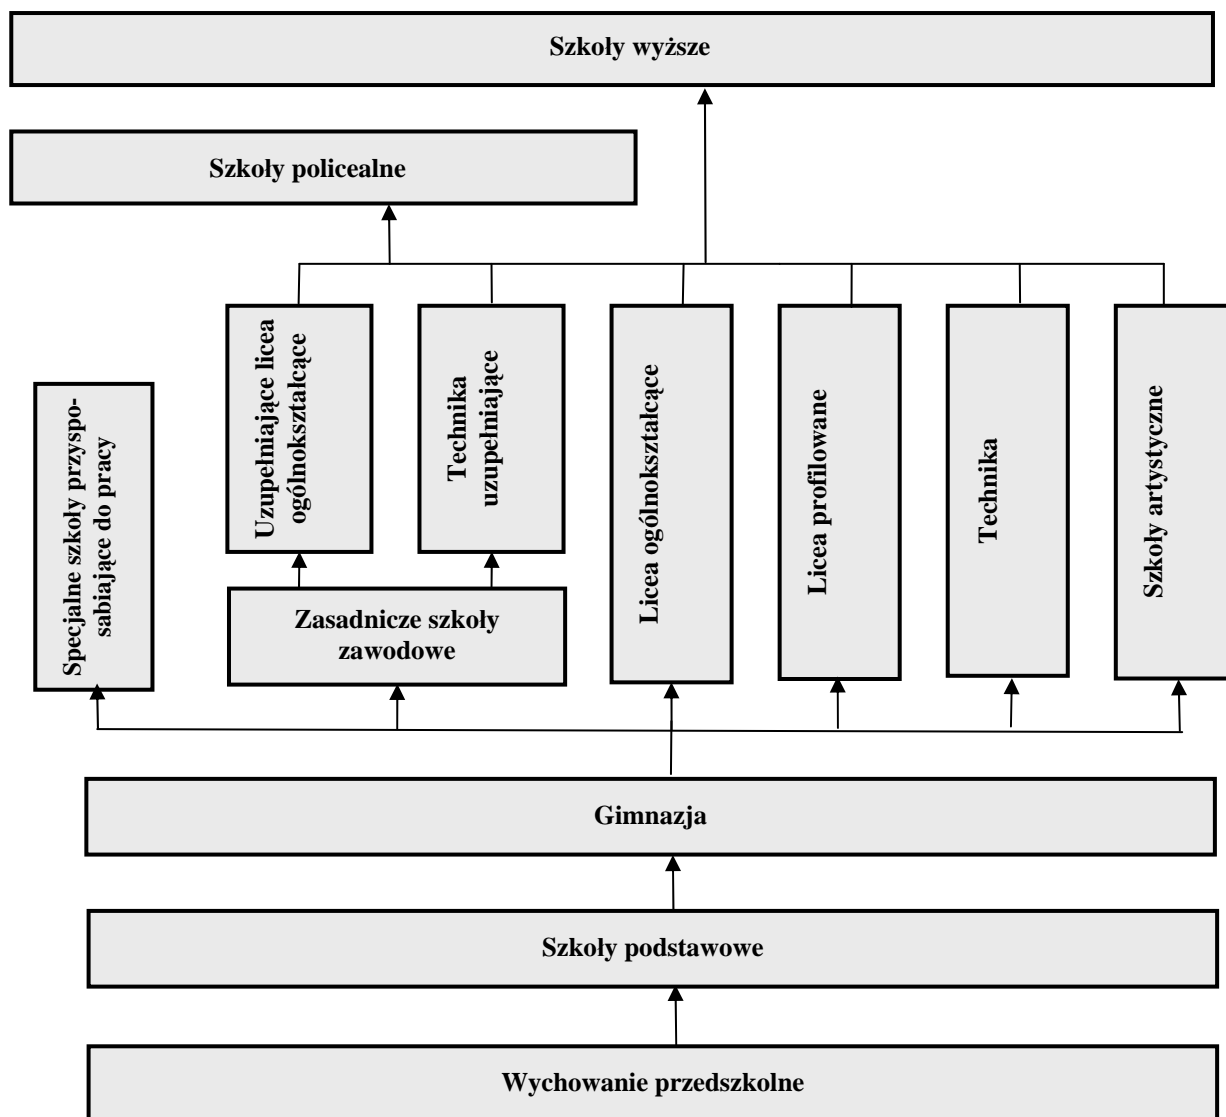 Szkoły wyższe
Szkoły policealne
Specjalne szkoły przyspo-
sabiające do pracy
Uzupełniające licea
ogólnokształcące
Technika
uzupełniające
Zasadnicze szkoły
zawodowe
Licea ogólnokształcące
Licea profilowane
Technika
Szkoły artystyczne
Gimnazja
Szkoły podstawowe
Wychowanie przedszkolne